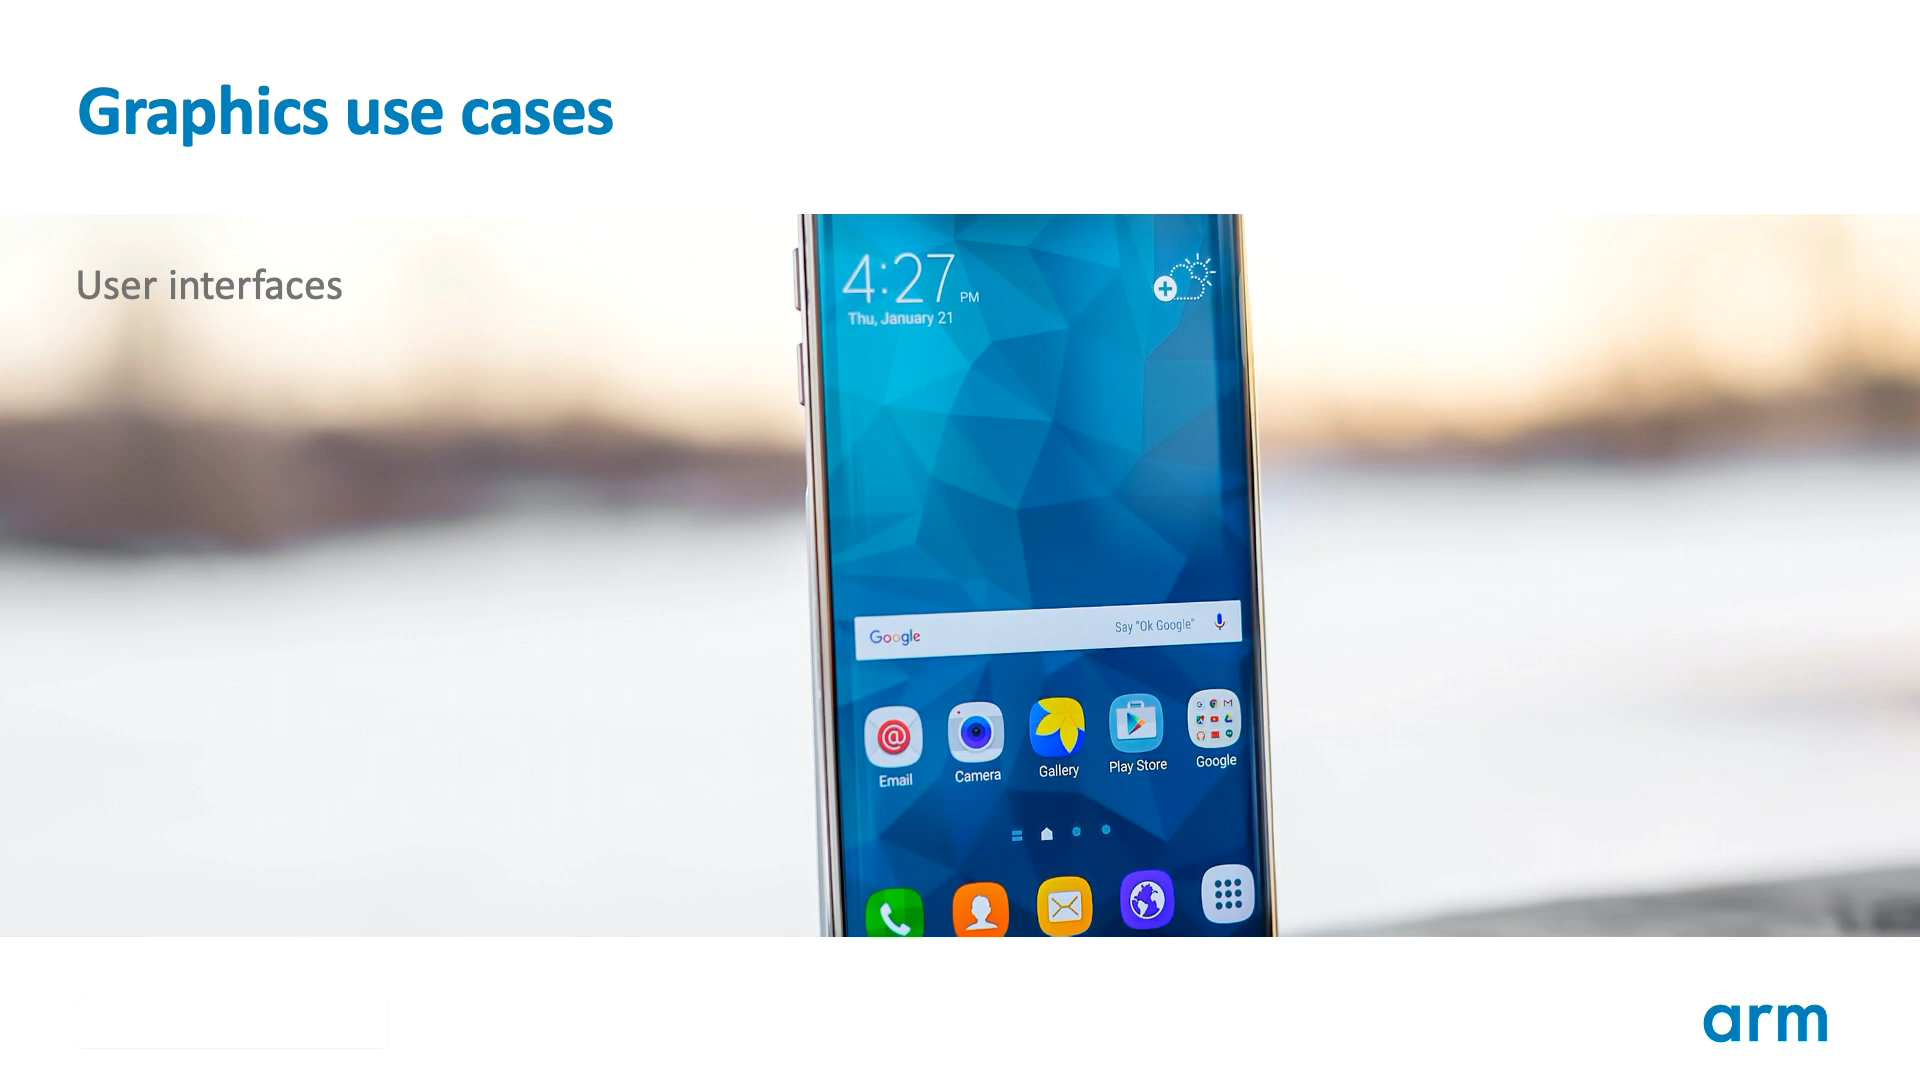 Graphics use cases
User interfaces
4:27 PM
Thu, January 21
Google Say "Ok Google"
Email Camera Gallery Play Store Google
arm